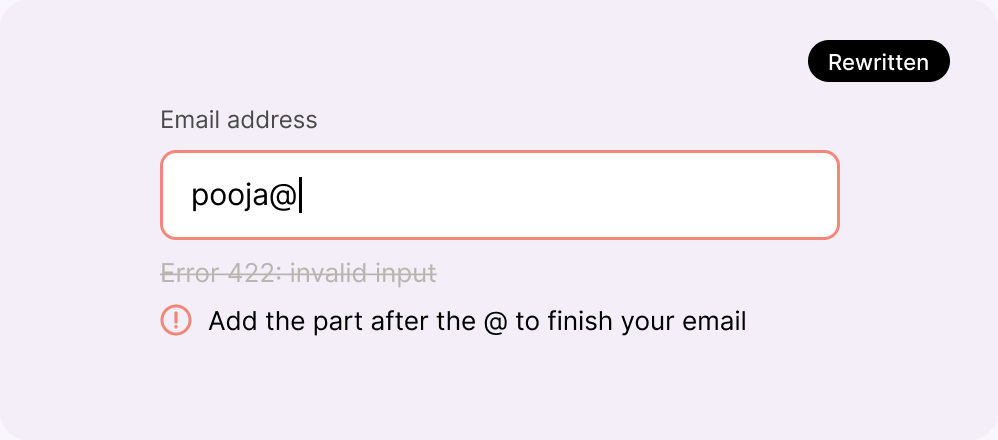 Rewritten
Email address
pooja@
Error 422: invalid input
Add the part after the @ to finish your email